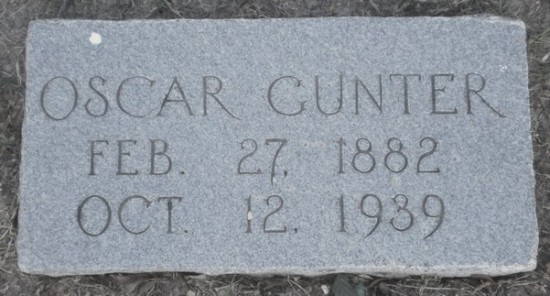 OSCAR GUNTER
FEB. 27, 1882
OCT. 12, 1939